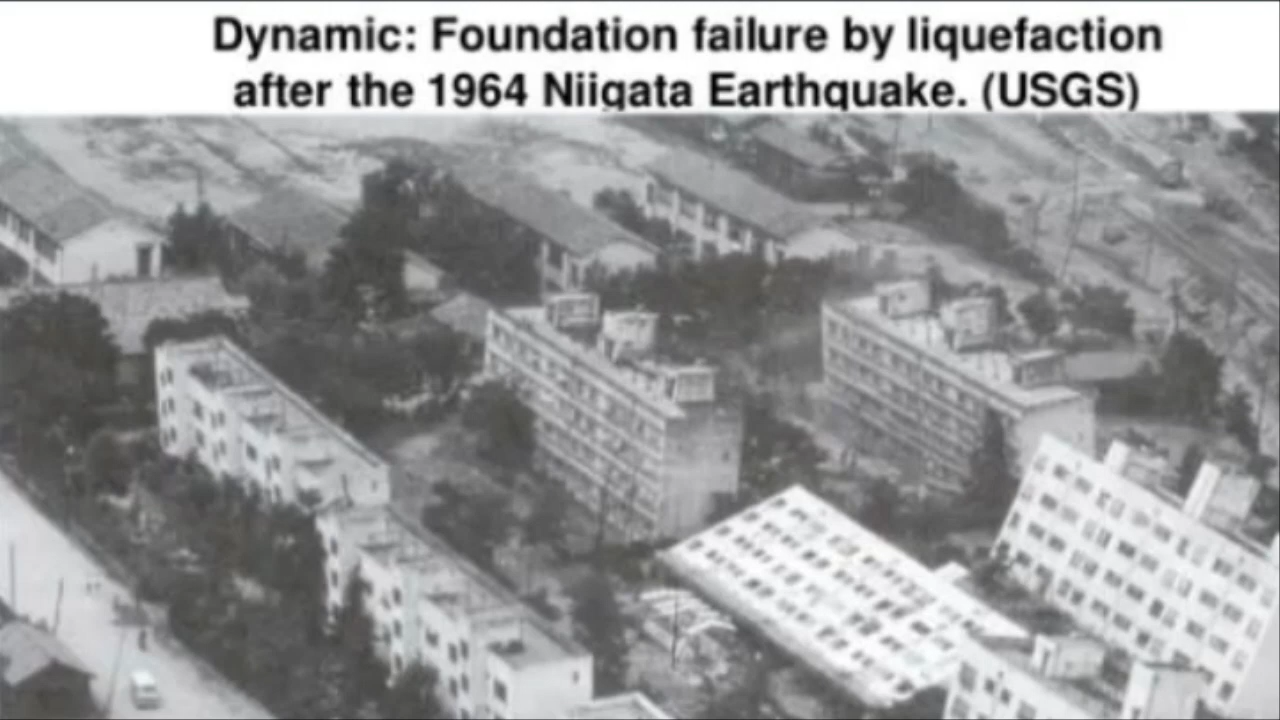 Dynamic: Foundation failure by liquefaction
after the 1964 Niigata Earthquake. (USGS)